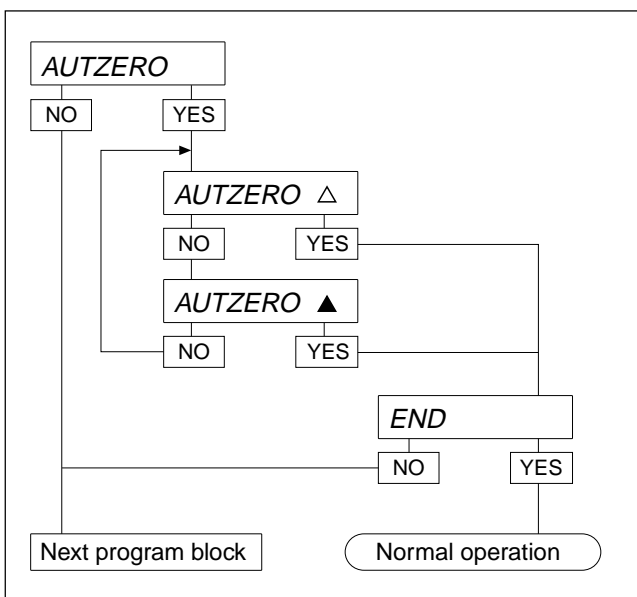 AUTZERO
NO YES
AUTZERO △
NO YES
AUTZERO ▲
NO YES
END
NO YES
Next program block Normal operation